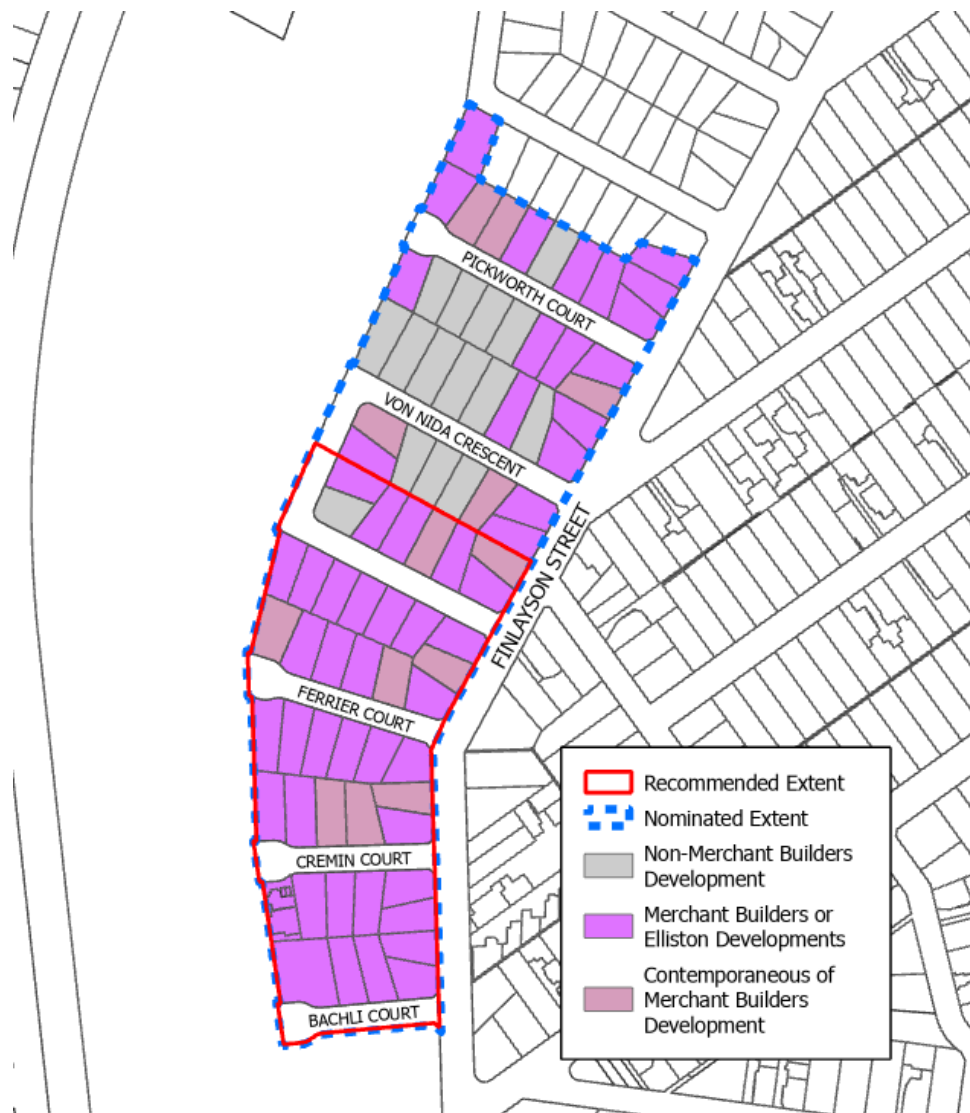 PICKWORTH COURT
VON NIDA CRESCENT
FINLAYSON STREET
FERRIER COURT
CREMIN COURT
BACHLI COURT
Recommended Extent
Nominated Extent
Non-Merchant Builders
Development
Merchant Builders or
Elliston Developments
Contemporaneous of
Merchant Builders
Development